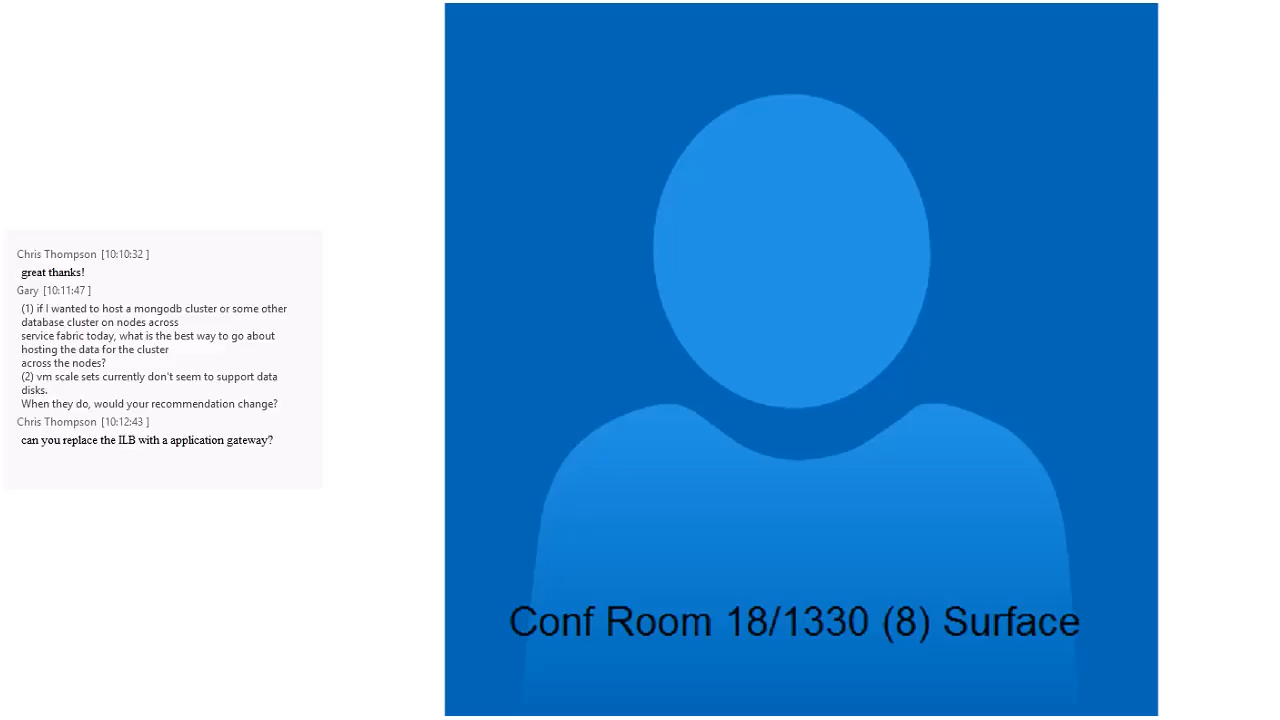 Chris Thompson [10:10:32 ]
great thanks!
Gary [10:11:47 ]
(1) if I wanted to host a mongodb cluster or some other
database cluster on nodes across
service fabric today, what is the best way to go about
hosting the data for the cluster
across the nodes?
(2) vm scale sets currently don't seem to support data
disks.
When they do, would your recommendation change?
Chris Thompson [10:12:43 ]
can you replace the ILB with a application gateway?
Conf Room 18/1330 (8) Surface